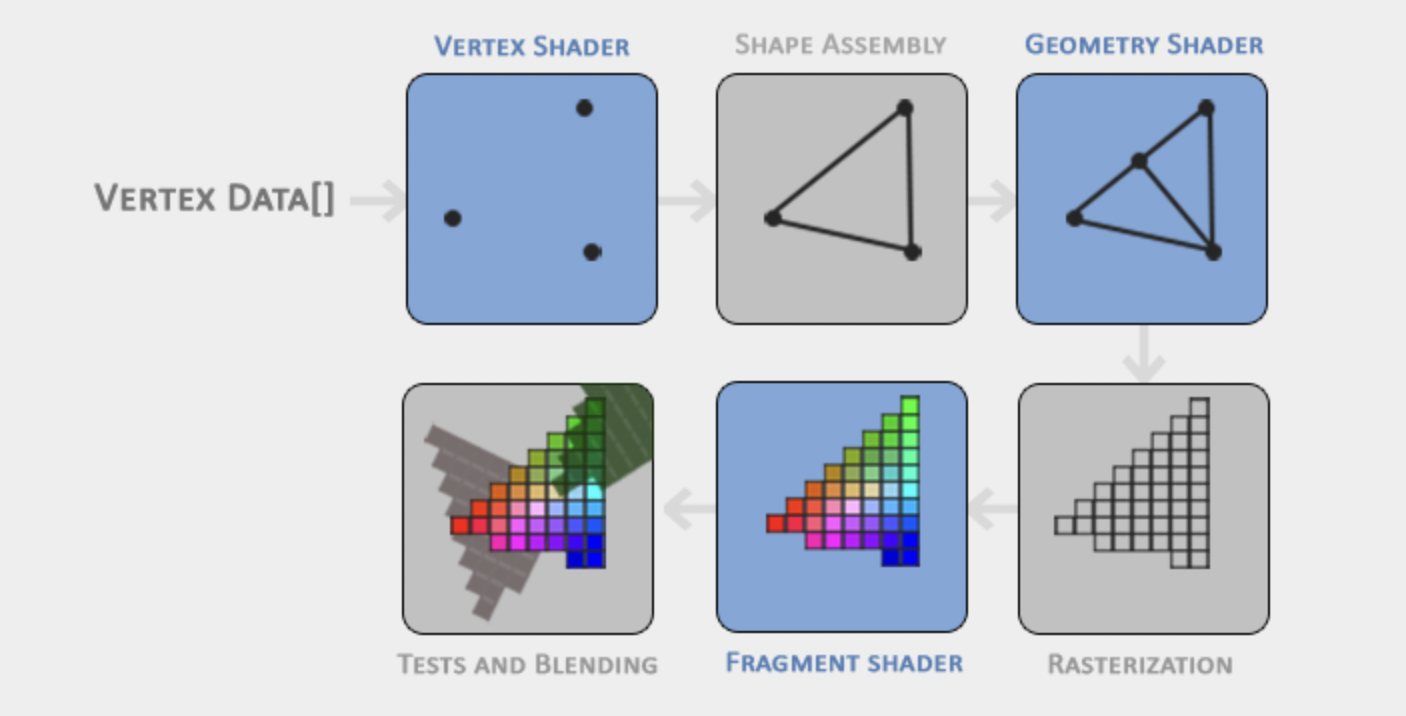 VERTEX SHADER
SHAPE ASSEMBLY
GEOMETRY SHADER
VERTEX DATA[]
TESTS AND BLENDING
FRAGMENT SHADER
RASTERIZATION